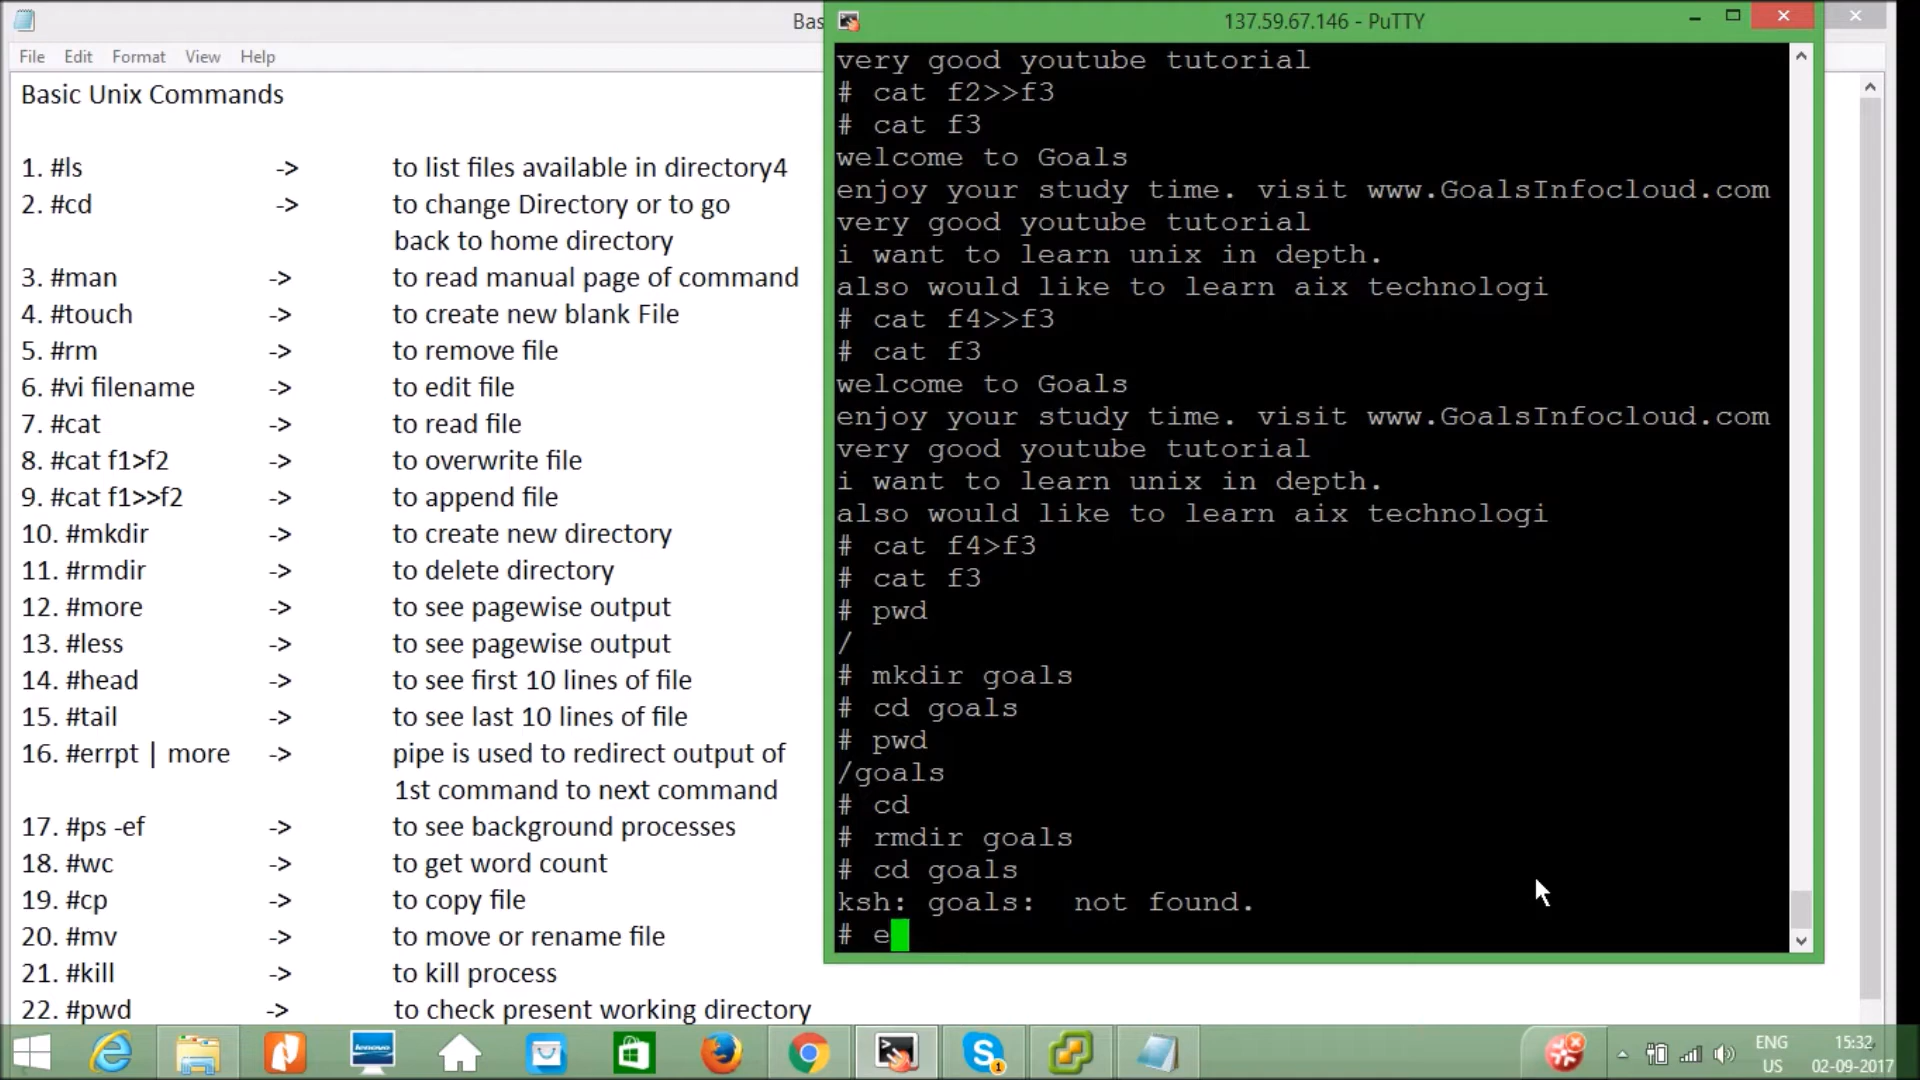 Bas
File Edit Format View Help
Basic Unix Commands
1. #ls -> to list files available in directory4
2. #cd -> to change Directory or to go
back to home directory
3. #man -> to read manual page of command
4. #touch -> to create new blank File
5. #rm -> to remove file
6. #vi filename -> to edit file
7. #cat -> to read file
8. #cat f1>f2 -> to overwrite file
9. #cat f1>>f2 -> to append file
10. #mkdir -> to create new directory
11. #rmdir -> to delete directory
12. #more -> to see pagewise output
13. #less -> to see pagewise output
14. #head -> to see first 10 lines of file
15. #tail -> to see last 10 lines of file
16. #errpt | more -> pipe is used to redirect output of
1st command to next command
17. #ps -ef -> to see background processes
18. #wc -> to get word count
19. #cp -> to copy file
20. #mv -> to move or rename file
21. #kill -> to kill process
22. #pwd -> to check present working directory
137.59.67.146 - PuTTY
very good youtube tutorial
# cat f2>>f3
# cat f3
welcome to Goals
enjoy your study time. visit www.GoalsInfocloud.com
very good youtube tutorial
i want to learn unix in depth.
also would like to learn aix technologi
# cat f4>>f3
# cat f3
welcome to Goals
enjoy your study time. visit www.GoalsInfocloud.com
very good youtube tutorial
i want to learn unix in depth.
also would like to learn aix technologi
# cat f4>f3
# cat f3
# pwd
/
# mkdir goals
# cd goals
# pwd
/goals
# cd
# rmdir goals
# cd goals
ksh: goals:  not found.
# e
lenovo
S 1
ENG
US
15:32
02-09-2017